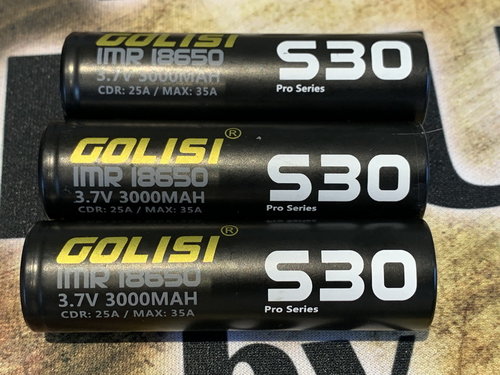 GOLISI
IMR 18650
3.7V 3000MAH
CDR: 25A / MAX: 35A
S30
Pro Series
GOLISI®
IMR 18650
3.7V 3000MAH
CDR: 25A / MAX: 35A
S30
Pro Series
GOLISI®
IMR 18650
3.7V 3000MAH
CDR: 25A / MAX: 35A
S30
Pro Series
by